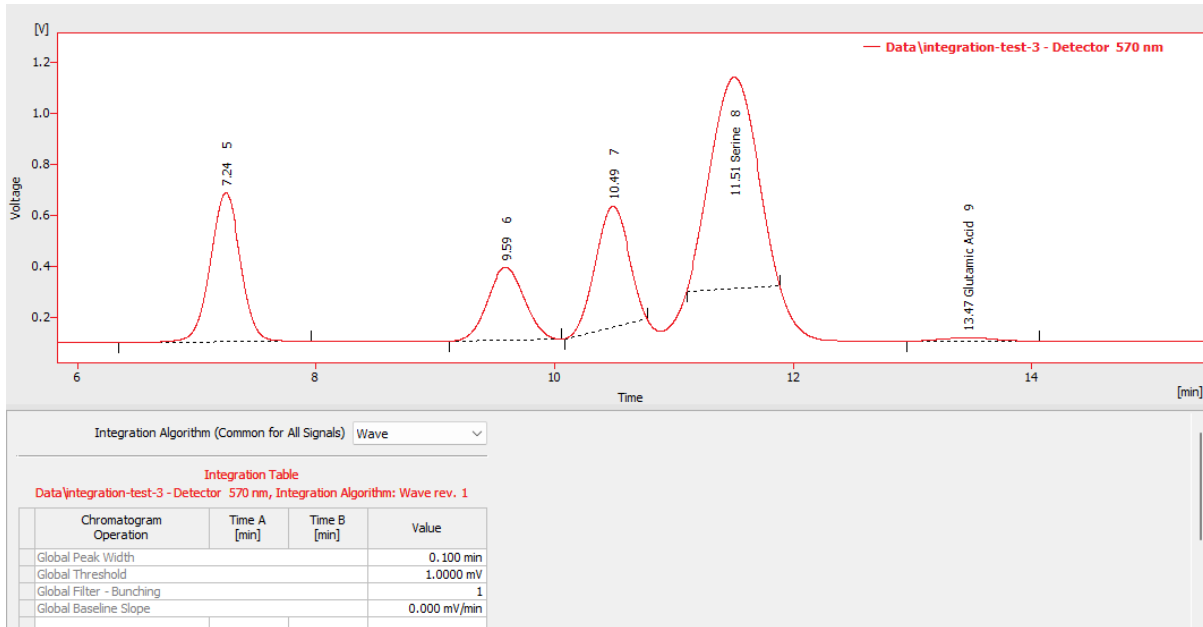 [V]
Data\integration-test-3 - Detector 570 nm
1.2
1.0
0.8
0.6
0.4
0.2
Voltage
7.24 5
9.59 6
10.49 7
11.51 Serine 8
13.47 Glutamic Acid 9
6 8 10 12 14
Time [min]
Integration Algorithm (Common for All Signals) Wave
Integration Table
Data\integration-test-3 - Detector 570 nm, Integration Algorithm: Wave rev. 1
Chromatogram Operation Time A [min] Time B [min] Value
Global Peak Width 0.100 min
Global Threshold 1.0000 mV
Global Filter - Bunching 1
Global Baseline Slope 0.000 mV/min